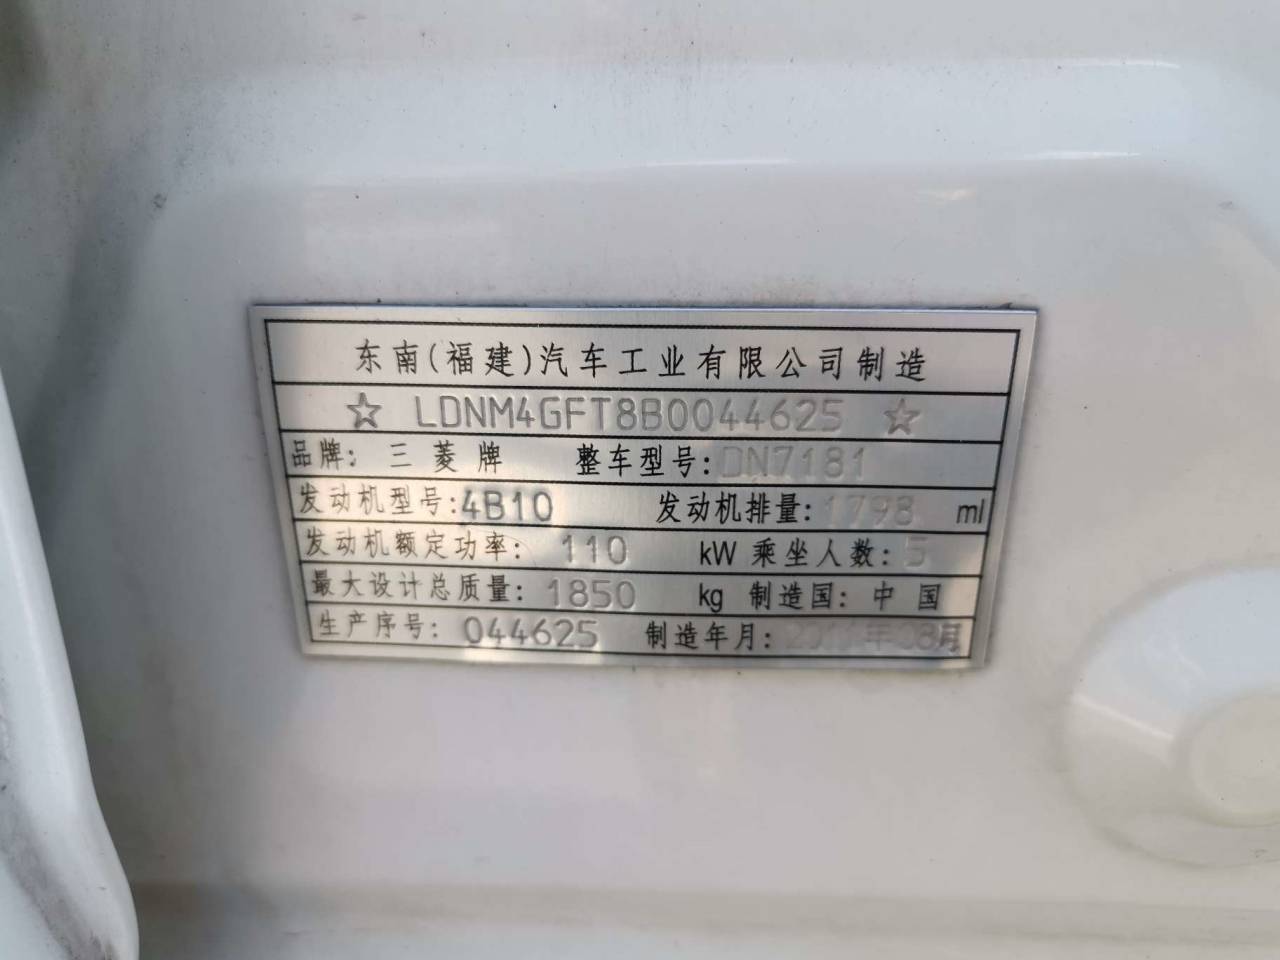 东南(福建)汽车工业有限公司制造
☆ LDNM4GFT8B0044625 ☆
品牌: 三菱牌 整车型号: DN7181
发动机型号: 4B10 发动机排量: 1798 ml
发动机额定功率: 110 kW 乘坐人数: 5
最大设计总质量: 1850 kg 制造国: 中国
生产序号: 044625 制造年月: 2011年08月